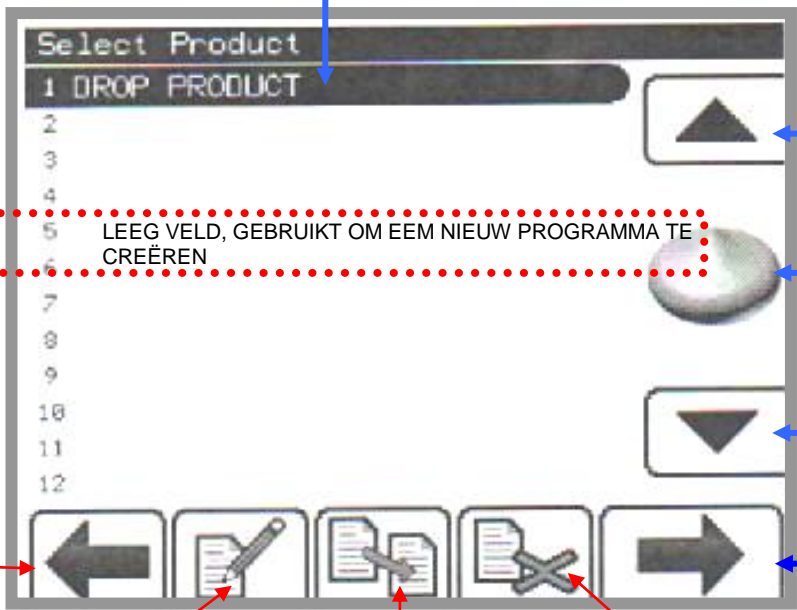 Select Product
1 DROP PRODUCT
2
3
4
5
LEEG VELD, GEBRUIKT OM EEM NIEUW PROGRAMMA TE
CREËREN
6
7
8
9
10
11
12